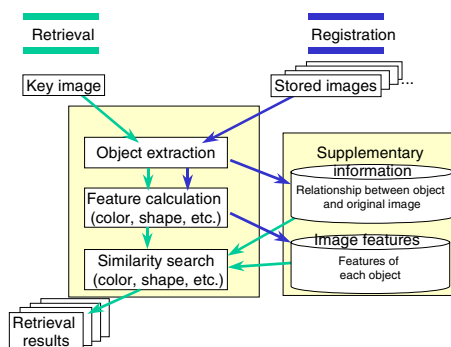 Retrieval
Registration
Key image
Stored images
...
Object extraction
Feature calculation
(color, shape, etc.)
Similarity search
(color, shape, etc.)
Retrieval
results
Supplementary
information
Relationship between object
and original image
Image features
Features of
each object